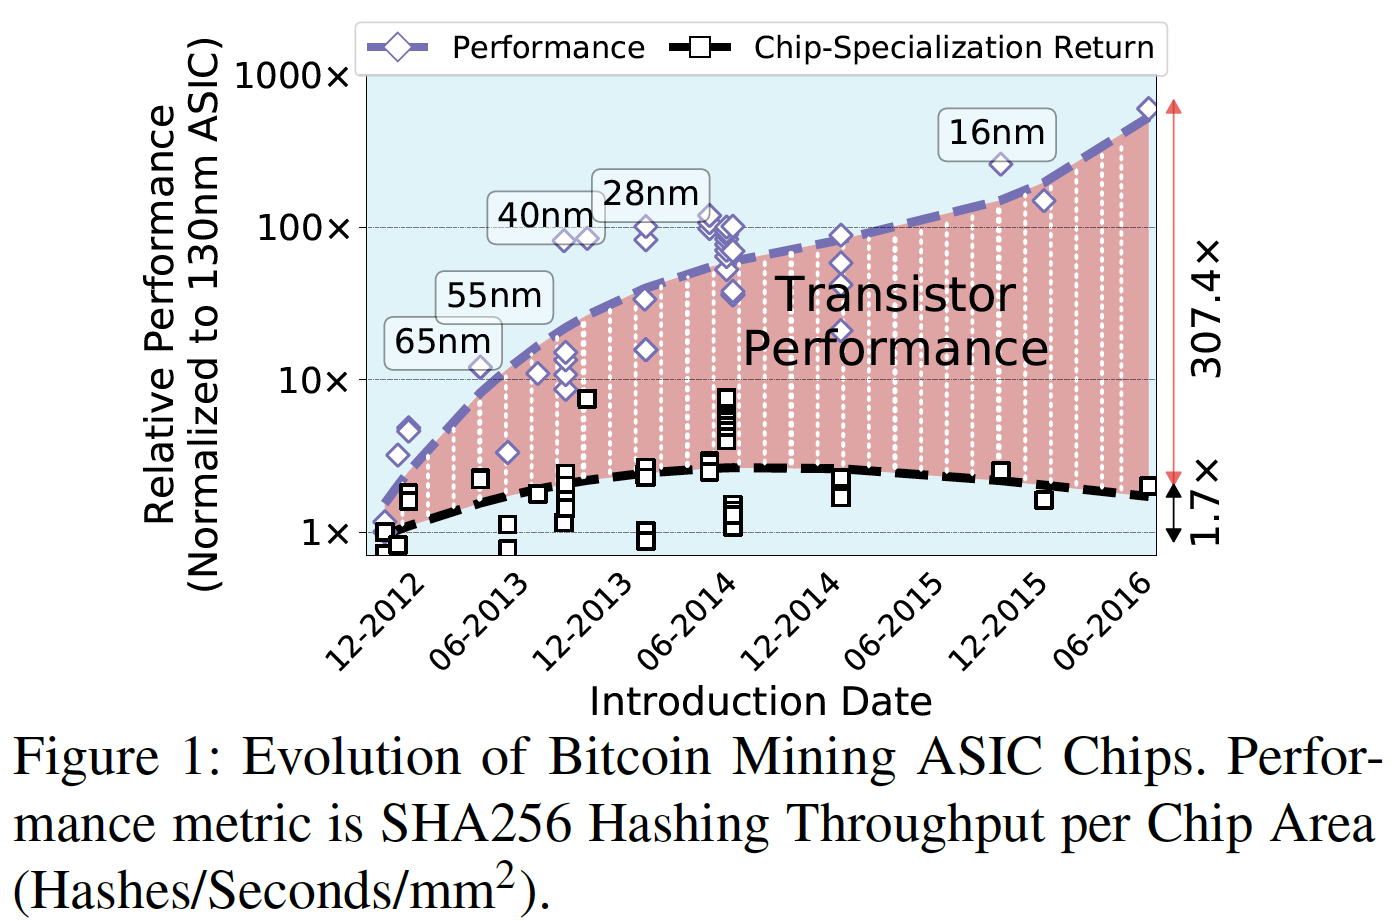 Performance
Chip-Specialization Return
Relative Performance
(Normalized to 130nm ASIC)
1000×
100×
10×
1×
65nm
55nm
40nm
28nm
16nm
Transistor
Performance
307.4×
1.7×
12-2012
06-2013
12-2013
06-2014
12-2014
06-2015
12-2015
06-2016
Introduction Date
Figure 1: Evolution of Bitcoin Mining ASIC Chips. Perfor-
mance metric is SHA256 Hashing Throughput per Chip Area
(Hashes/Seconds/mm²).